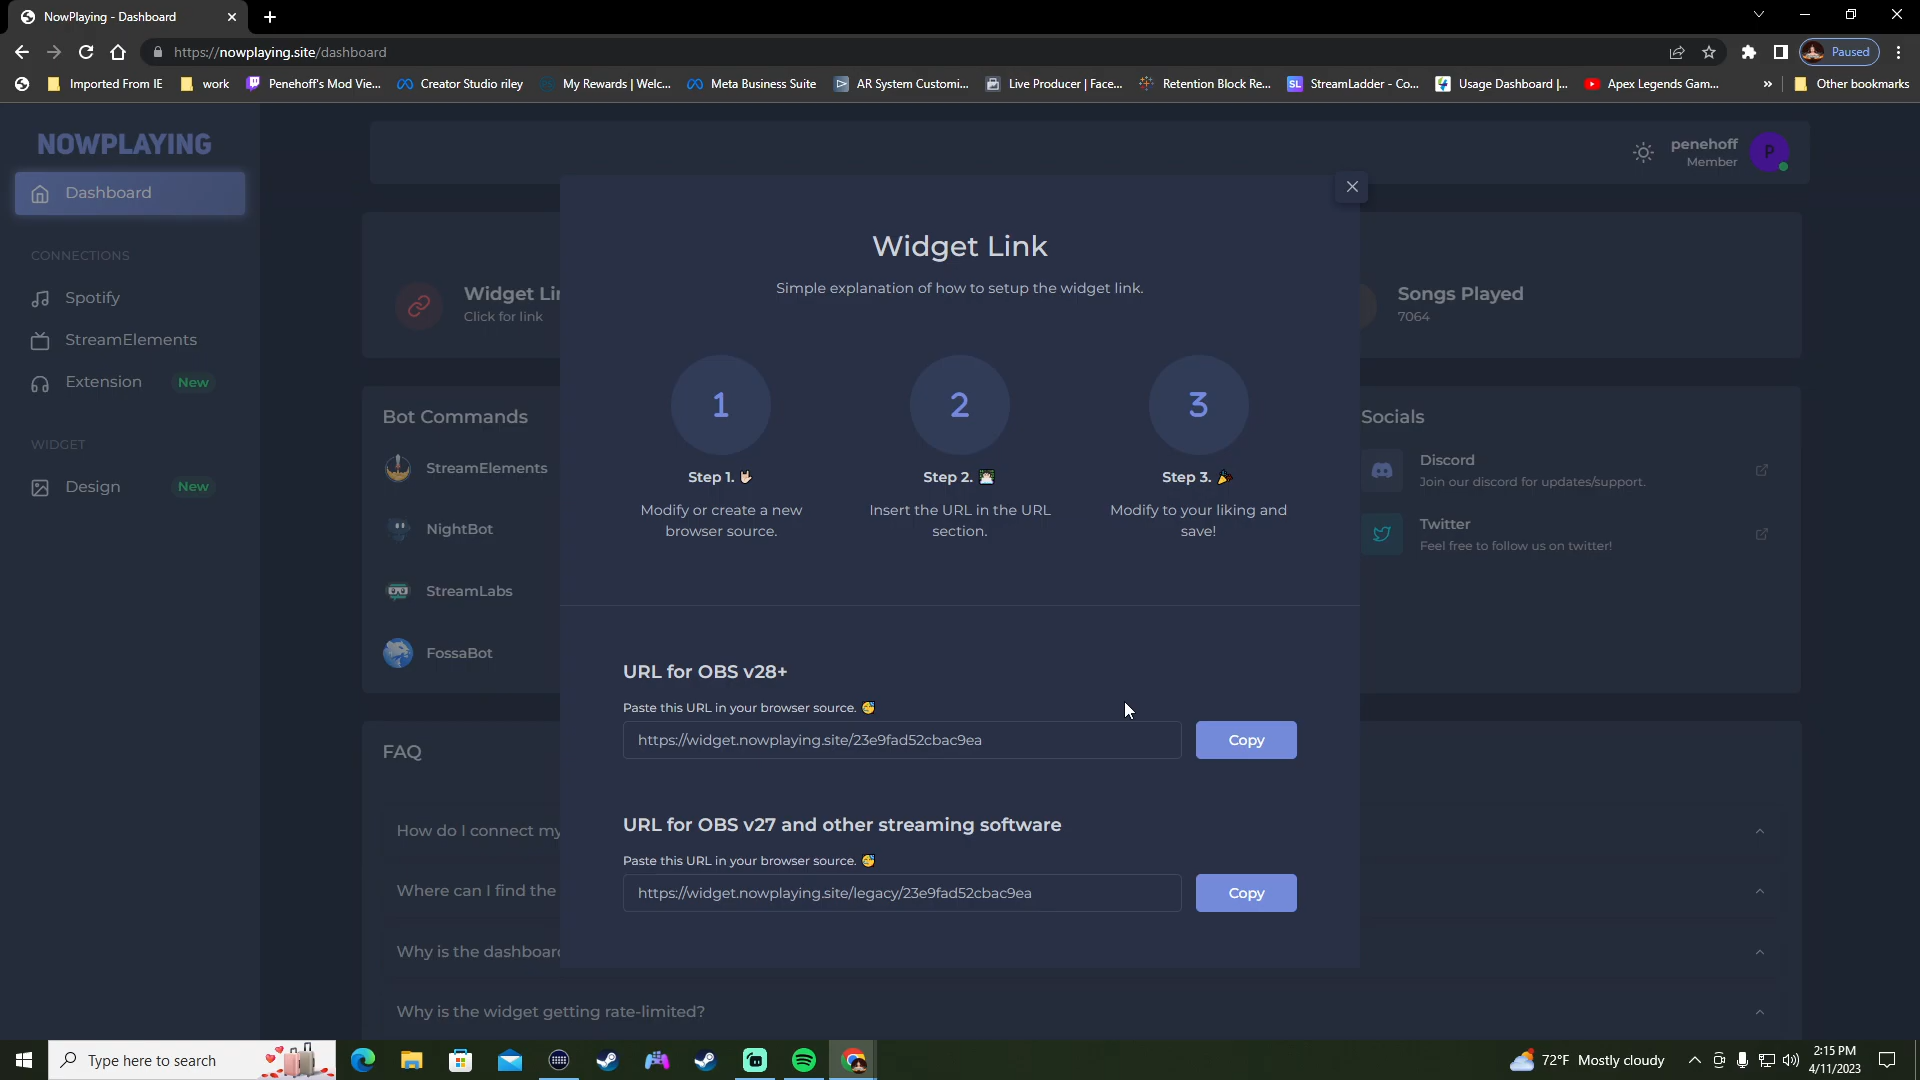 NowPlaying - Dashboard
https://nowplaying.site/dashboard
Paused
Imported From IE
work
Penehoff's Mod Vie...
Creator Studio riley
My Rewards | Welc...
Meta Business Suite
AR System Customi...
Live Producer | Face...
Retention Block Re...
SL
StreamLadder - Co...
Usage Dashboard |...
Apex Legends Gam...
»
Other bookmarks
NOWPLAYING
Dashboard
CONNECTIONS
Spotify
StreamElements
Extension New
WIDGET
Design New
penehoff
Member
P
Widget Lin
Click for link
Songs Played
7064
Bot Commands
StreamElements
NightBot
StreamLabs
FossaBot
Socials
Discord
Join our discord for updates/support.
Twitter
Feel free to follow us on twitter!
FAQ
How do I connect my
Where can I find the
Why is the dashboard
Why is the widget getting rate-limited?
Widget Link
Simple explanation of how to setup the widget link.
1
Step 1. 🤘🏻
Modify or create a new
browser source.
2
Step 2. 👨🏻‍💻
Insert the URL in the URL
section.
3
Step 3. 🎉
Modify to your liking and
save!
URL for OBS v28+
Paste this URL in your browser source. 🥳
https://widget.nowplaying.site/23e9fad52cbac9ea
Copy
URL for OBS v27 and other streaming software
Paste this URL in your browser source. 🥳
https://widget.nowplaying.site/legacy/23e9fad52cbac9ea
Copy
Type here to search
72°F Mostly cloudy
2:15 PM
4/11/2023